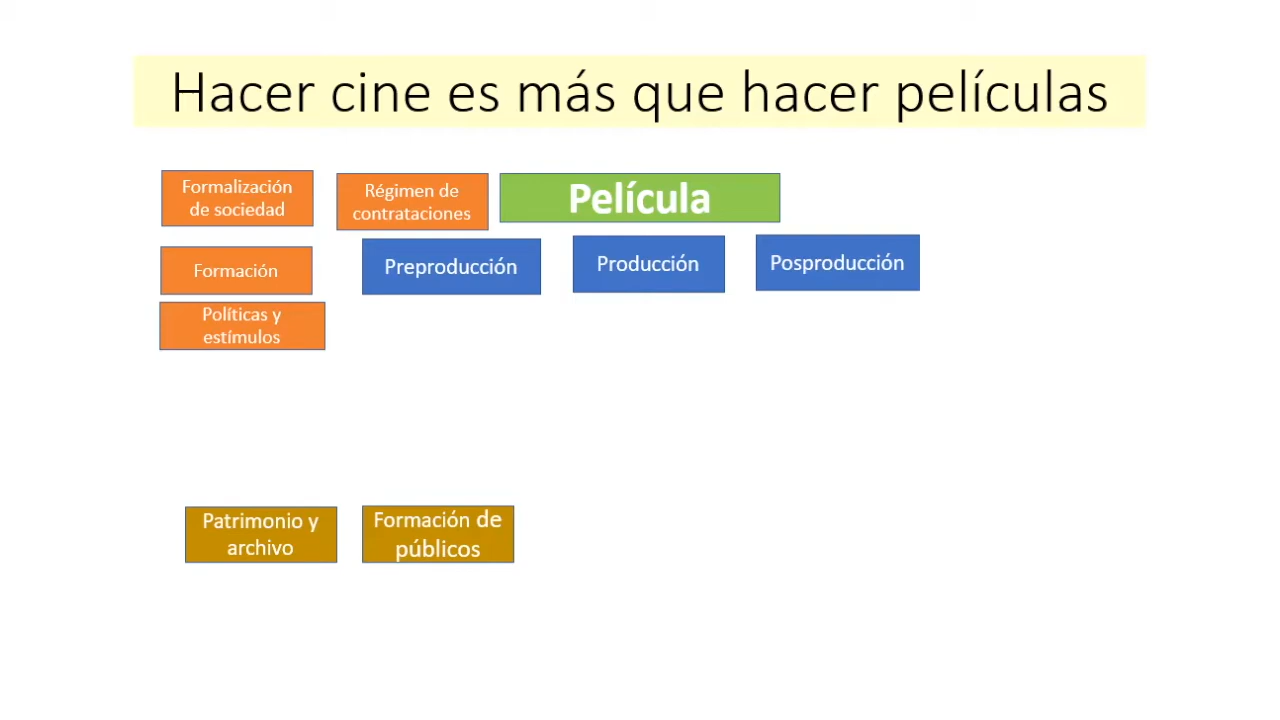 Hacer cine es más que hacer películas
Formalización
de sociedad
Régimen de
contrataciones
Película
Formación
Preproducción
Producción
Posproducción
Políticas y
estímulos
Patrimonio y
archivo
Formación de
públicos